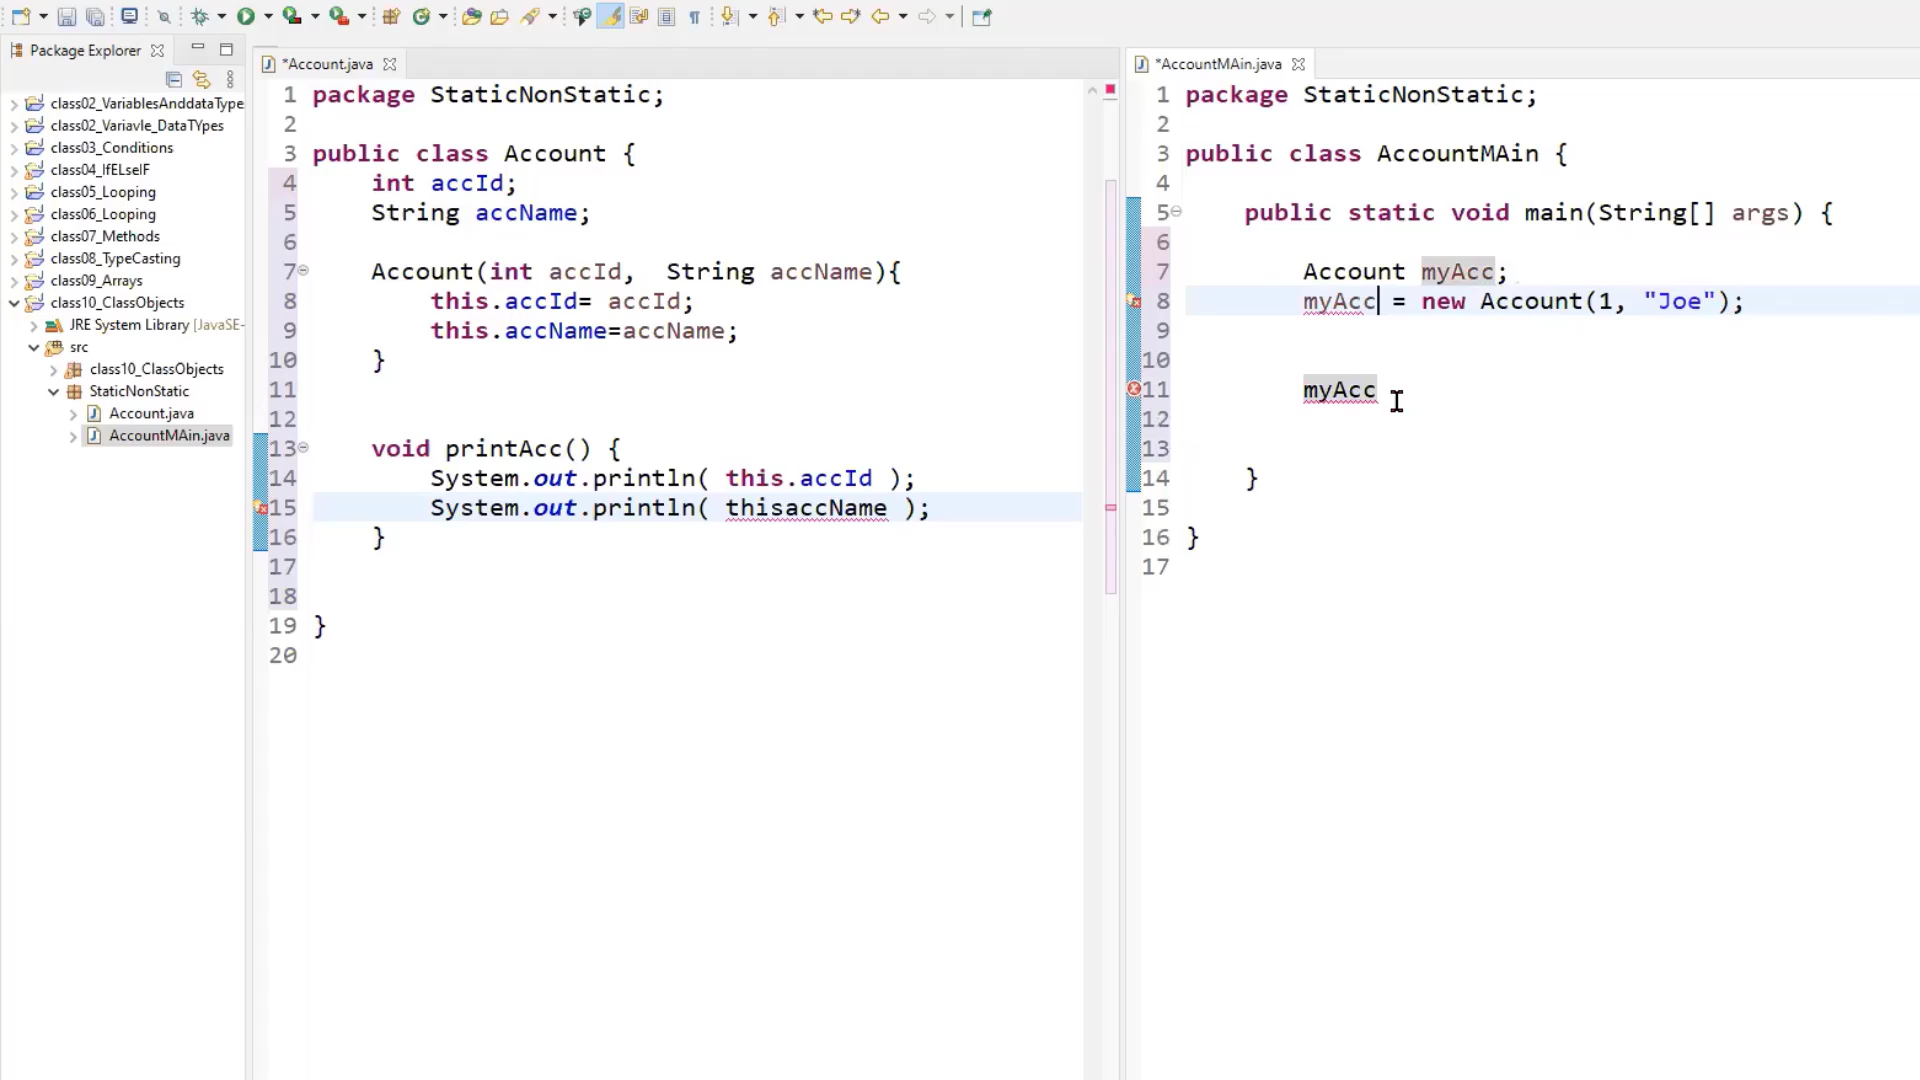 Package Explorer
class02_VariablesAnddataType
class02_Variavle_DataTYpes
class03_Conditions
class04_IfELselF
class05_Looping
class06_Looping
class07_Methods
class08_TypeCasting
class09_Arrays
class10_ClassObjects
JRE System Library [JavaSE-
src
class10_ClassObjects
StaticNonStatic
Account.java
AccountMAin.java
*Account.java
1 package StaticNonStatic;
2
3 public class Account {
4 int accId;
5 String accName;
6
7 Account(int accId,  String accName){
8 this.accId= accId;
9 this.accName=accName;
10 }
11
12
13 void printAcc() {
14 System.out.println( this.accId );
15 System.out.println( thisaccName );
16 }
17
18
19 }
20
*AccountMAin.java
1 package StaticNonStatic;
2
3 public class AccountMAin {
4
5 public static void main(String[] args) {
6
7 Account myAcc;
8 myAcc = new Account(1, "Joe");
9
10
11 myAcc
12
13
14 }
15
16 }
17